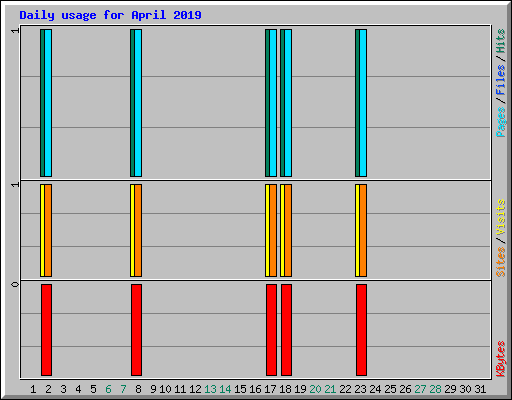 Daily usage for April 2019
1
1
0
Pages/Files/Hits
Sites/Visits
KBytes
1 2 3 4 5 6 7 8 9 10 11 12 13 14 15 16 17 18 19 20 21 22 23 24 25 26 27 28 29 30 31